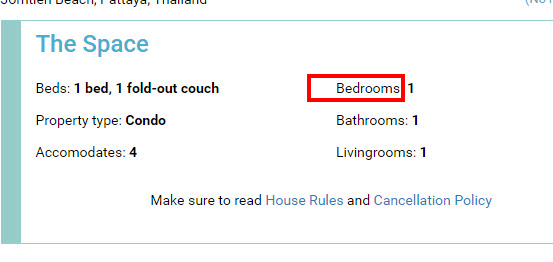 Jomtien Beach, Pattaya, Thailand
The Space
Beds: 1 bed, 1 fold-out couch
Bedrooms: 1
Property type: Condo
Bathrooms: 1
Accomodates: 4
Livingrooms: 1
Make sure to read House Rules and Cancellation Policy